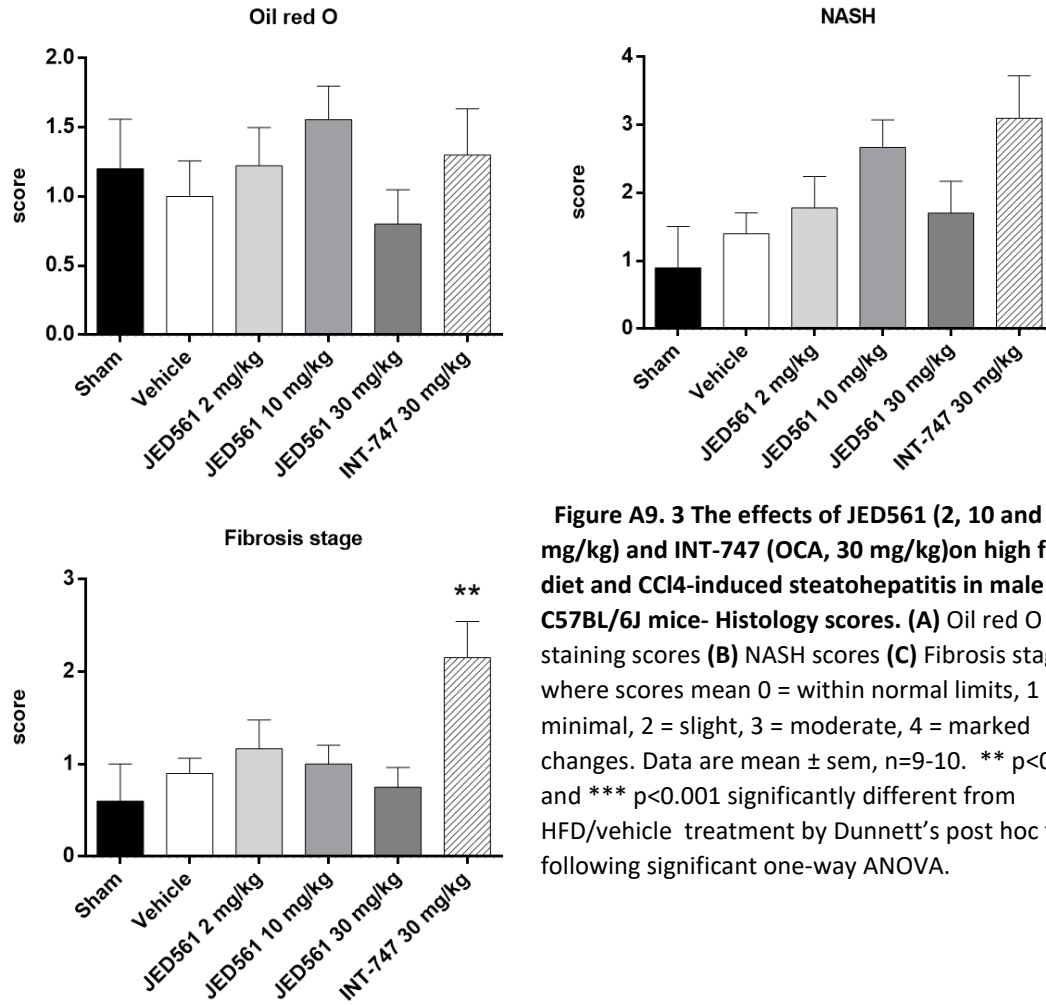 Oil red O
2.0
1.5
1.0
0.5
0.0
score
Sham
Vehicle
JED561 2 mg/kg
JED561 10 mg/kg
JED561 30 mg/kg
INT-747 30 mg/kg
NASH
4
3
2
1
0
score
Sham
Vehicle
JED561 2 mg/kg
JED561 10 mg/kg
JED561 30 mg/kg
INT-747 30 mg/kg
Fibrosis stage
3
2
1
0
score
**
Sham
Vehicle
JED561 2 mg/kg
JED561 10 mg/kg
JED561 30 mg/kg
INT-747 30 mg/kg
Figure A9. 3 The effects of JED561 (2, 10 and
mg/kg) and INT-747 (OCA, 30 mg/kg)on high
diet and CCl4-induced steatohepatitis in male
C57BL/6J mice- Histology scores. (A) Oil red O
staining scores (B) NASH scores (C) Fibrosis
where scores mean 0 = within normal limits, 1
minimal, 2 = slight, 3 = moderate, 4 = marked
changes. Data are mean ± sem, n=9-10. **
and *** p<0.001 significantly different from
HFD/vehicle treatment by Dunnett’s post hoc
following significant one-way ANOVA.